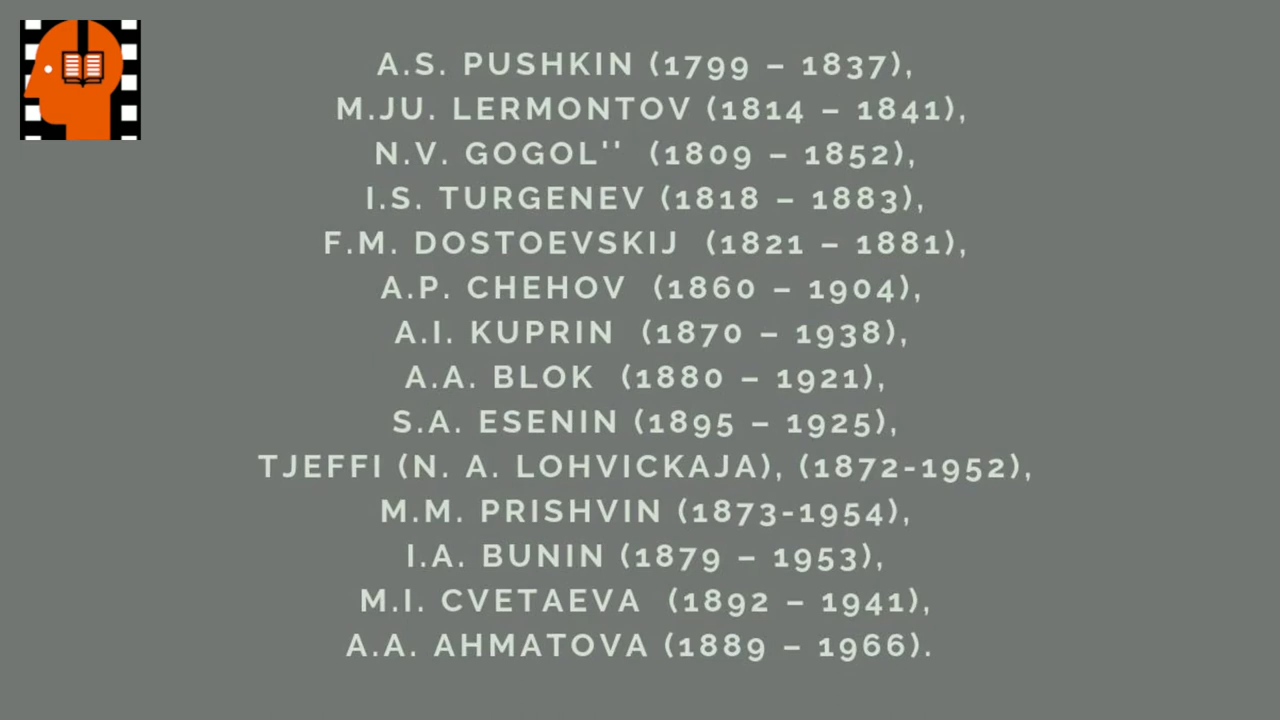 A.S. PUSHKIN (1799 – 1837),
M.JU. LERMONTOV (1814 – 1841),
N.V. GOGOL'' (1809 – 1852),
I.S. TURGENEV (1818 – 1883),
F.M. DOSTOEVSKIJ (1821 – 1881),
A.P. CHEHOV (1860 – 1904),
A.I. KUPRIN (1870 – 1938),
A.A. BLOK (1880 – 1921),
S.A. ESENIN (1895 – 1925),
TJEFFI (N. A. LOHVICKAJA), (1872-1952),
M.M. PRISHVIN (1873-1954),
I.A. BUNIN (1879 – 1953),
M.I. CVETAEVA (1892 – 1941),
A.A. AHMATOVA (1889 – 1966).